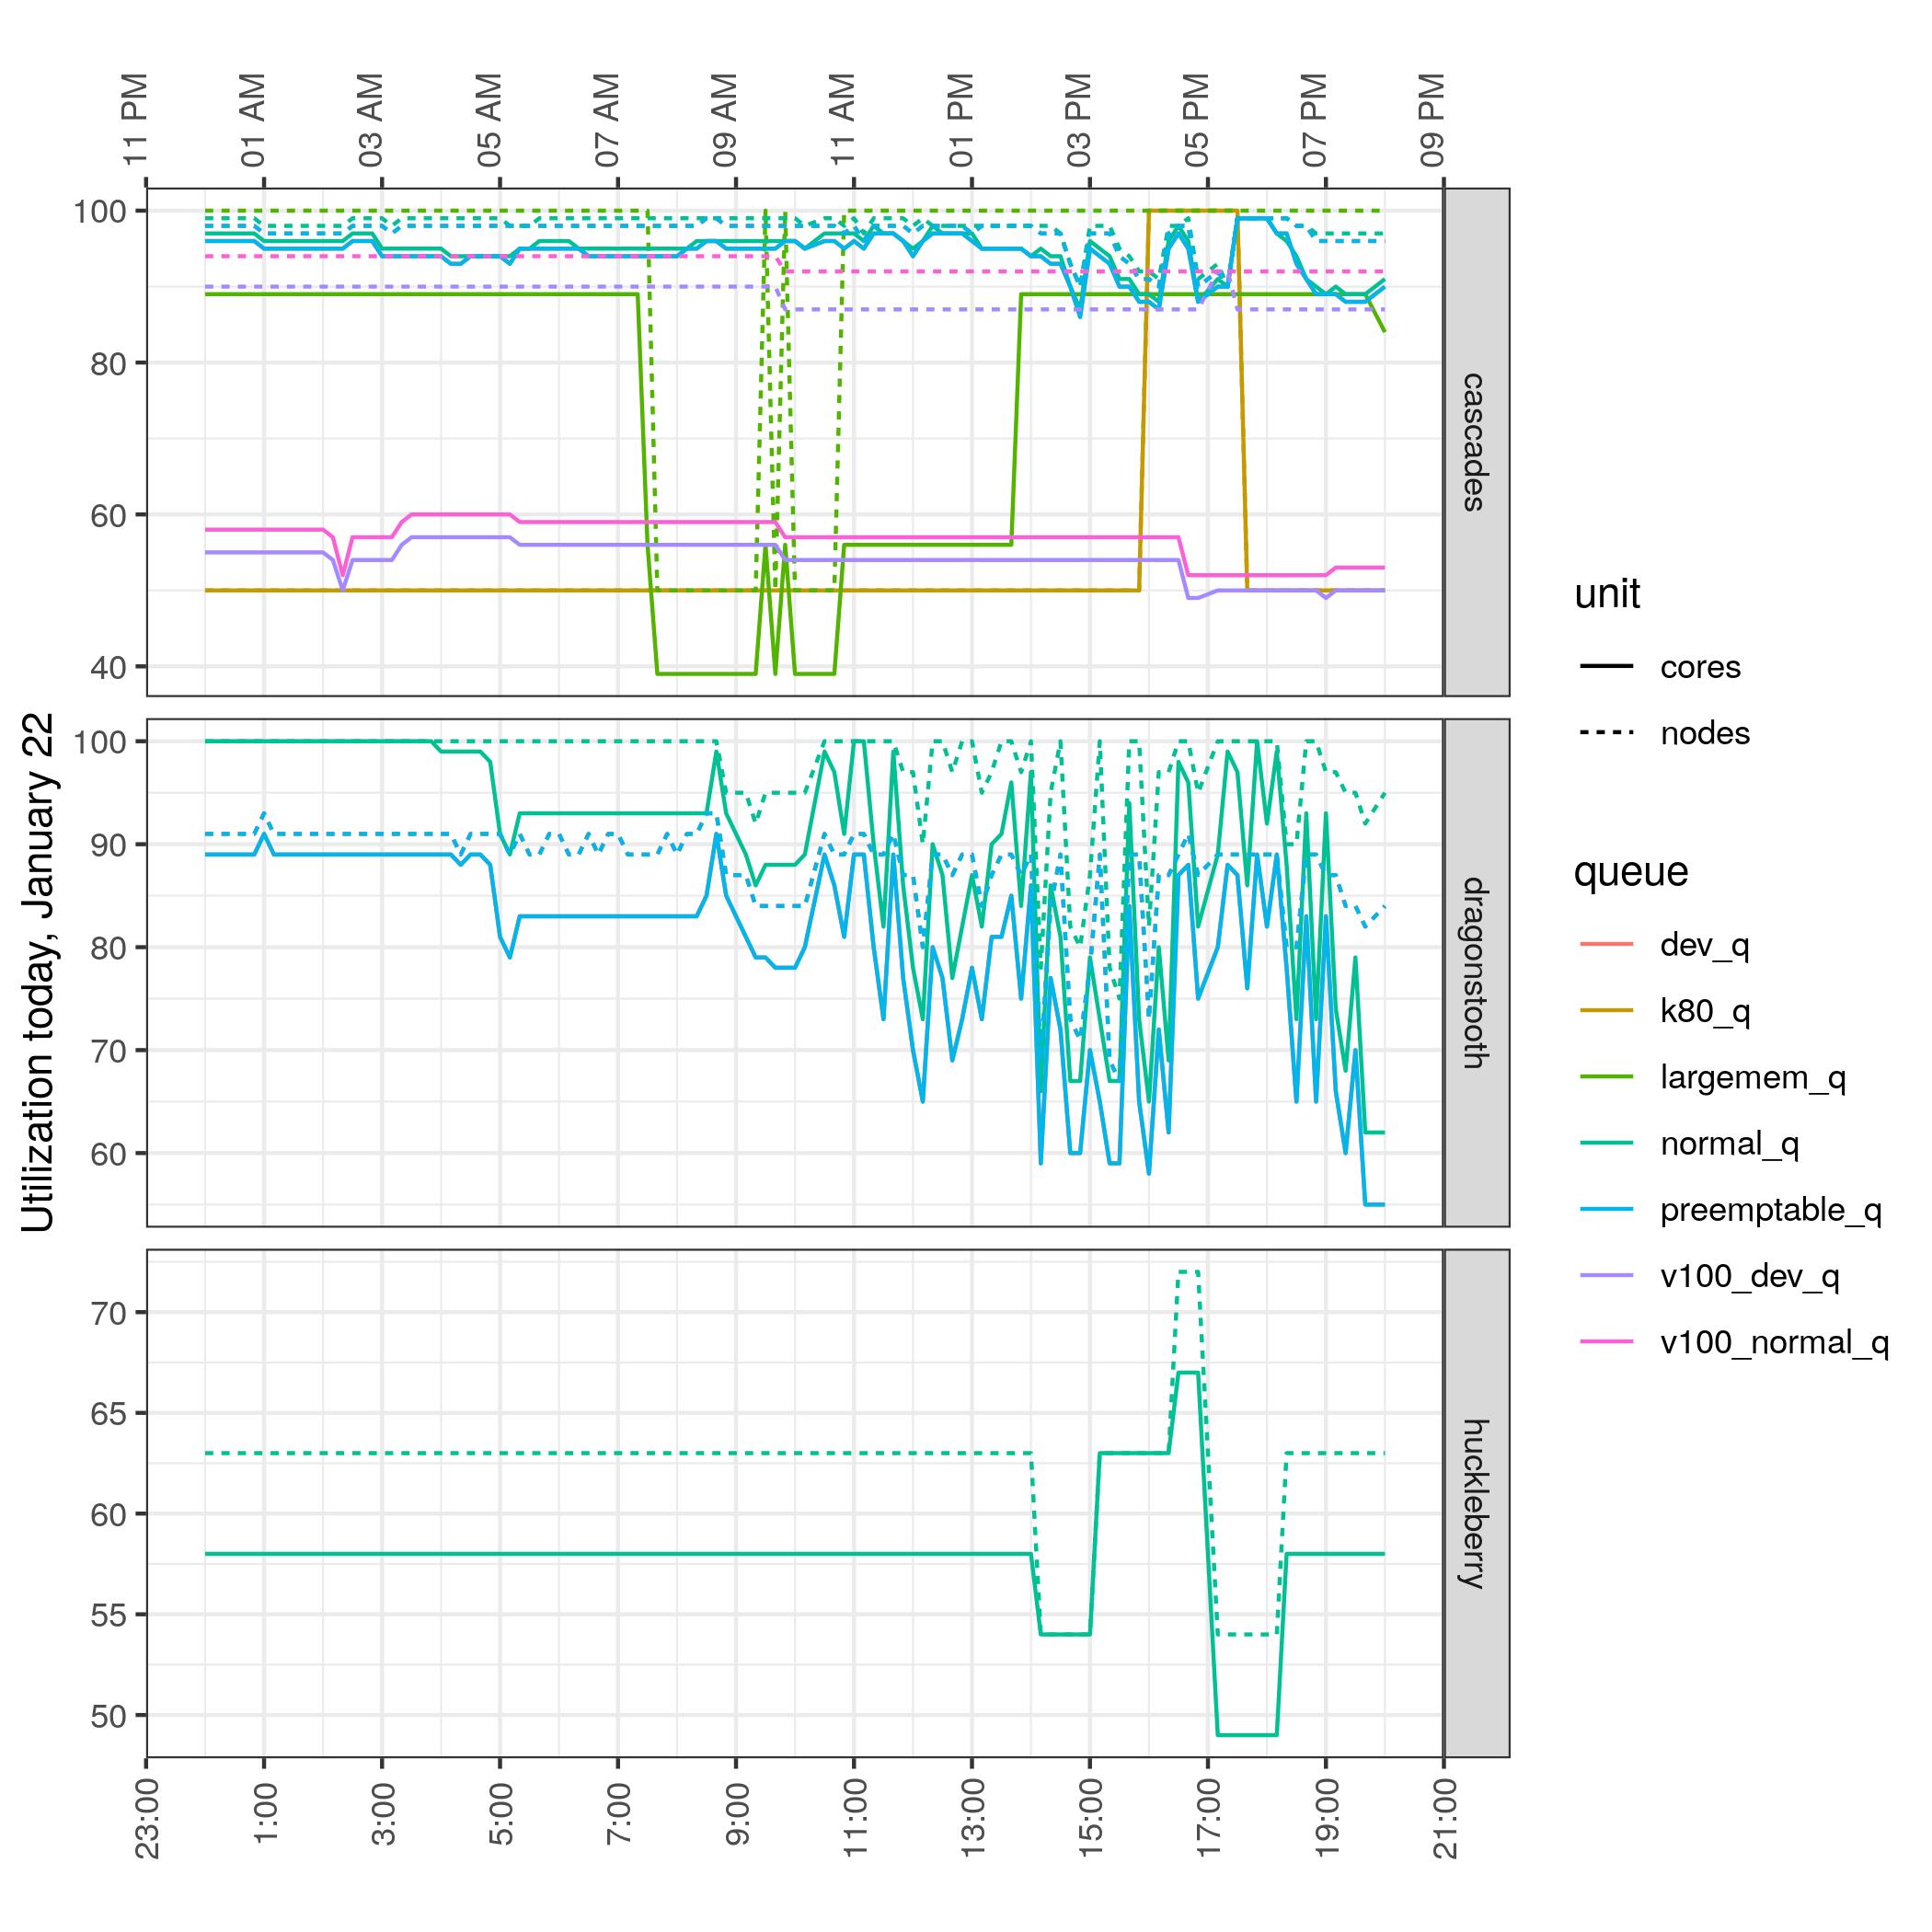 11 PM
01 AM
03 AM
05 AM
07 AM
09 AM
11 AM
01 PM
03 PM
05 PM
07 PM
09 PM
Utilization today, January 22
100
80
60
40
cascades
100
90
80
70
60
dragonstooth
70
65
60
55
50
huckleberry
23:00
1:00
3:00
5:00
7:00
9:00
11:00
13:00
15:00
17:00
19:00
21:00
unit
cores
nodes
queue
dev_q
k80_q
largemem_q
normal_q
preemptable_q
v100_dev_q
v100_normal_q